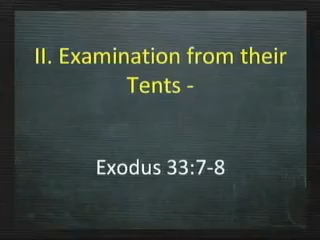 II. Examination from their
Tents -
Exodus 33:7-8